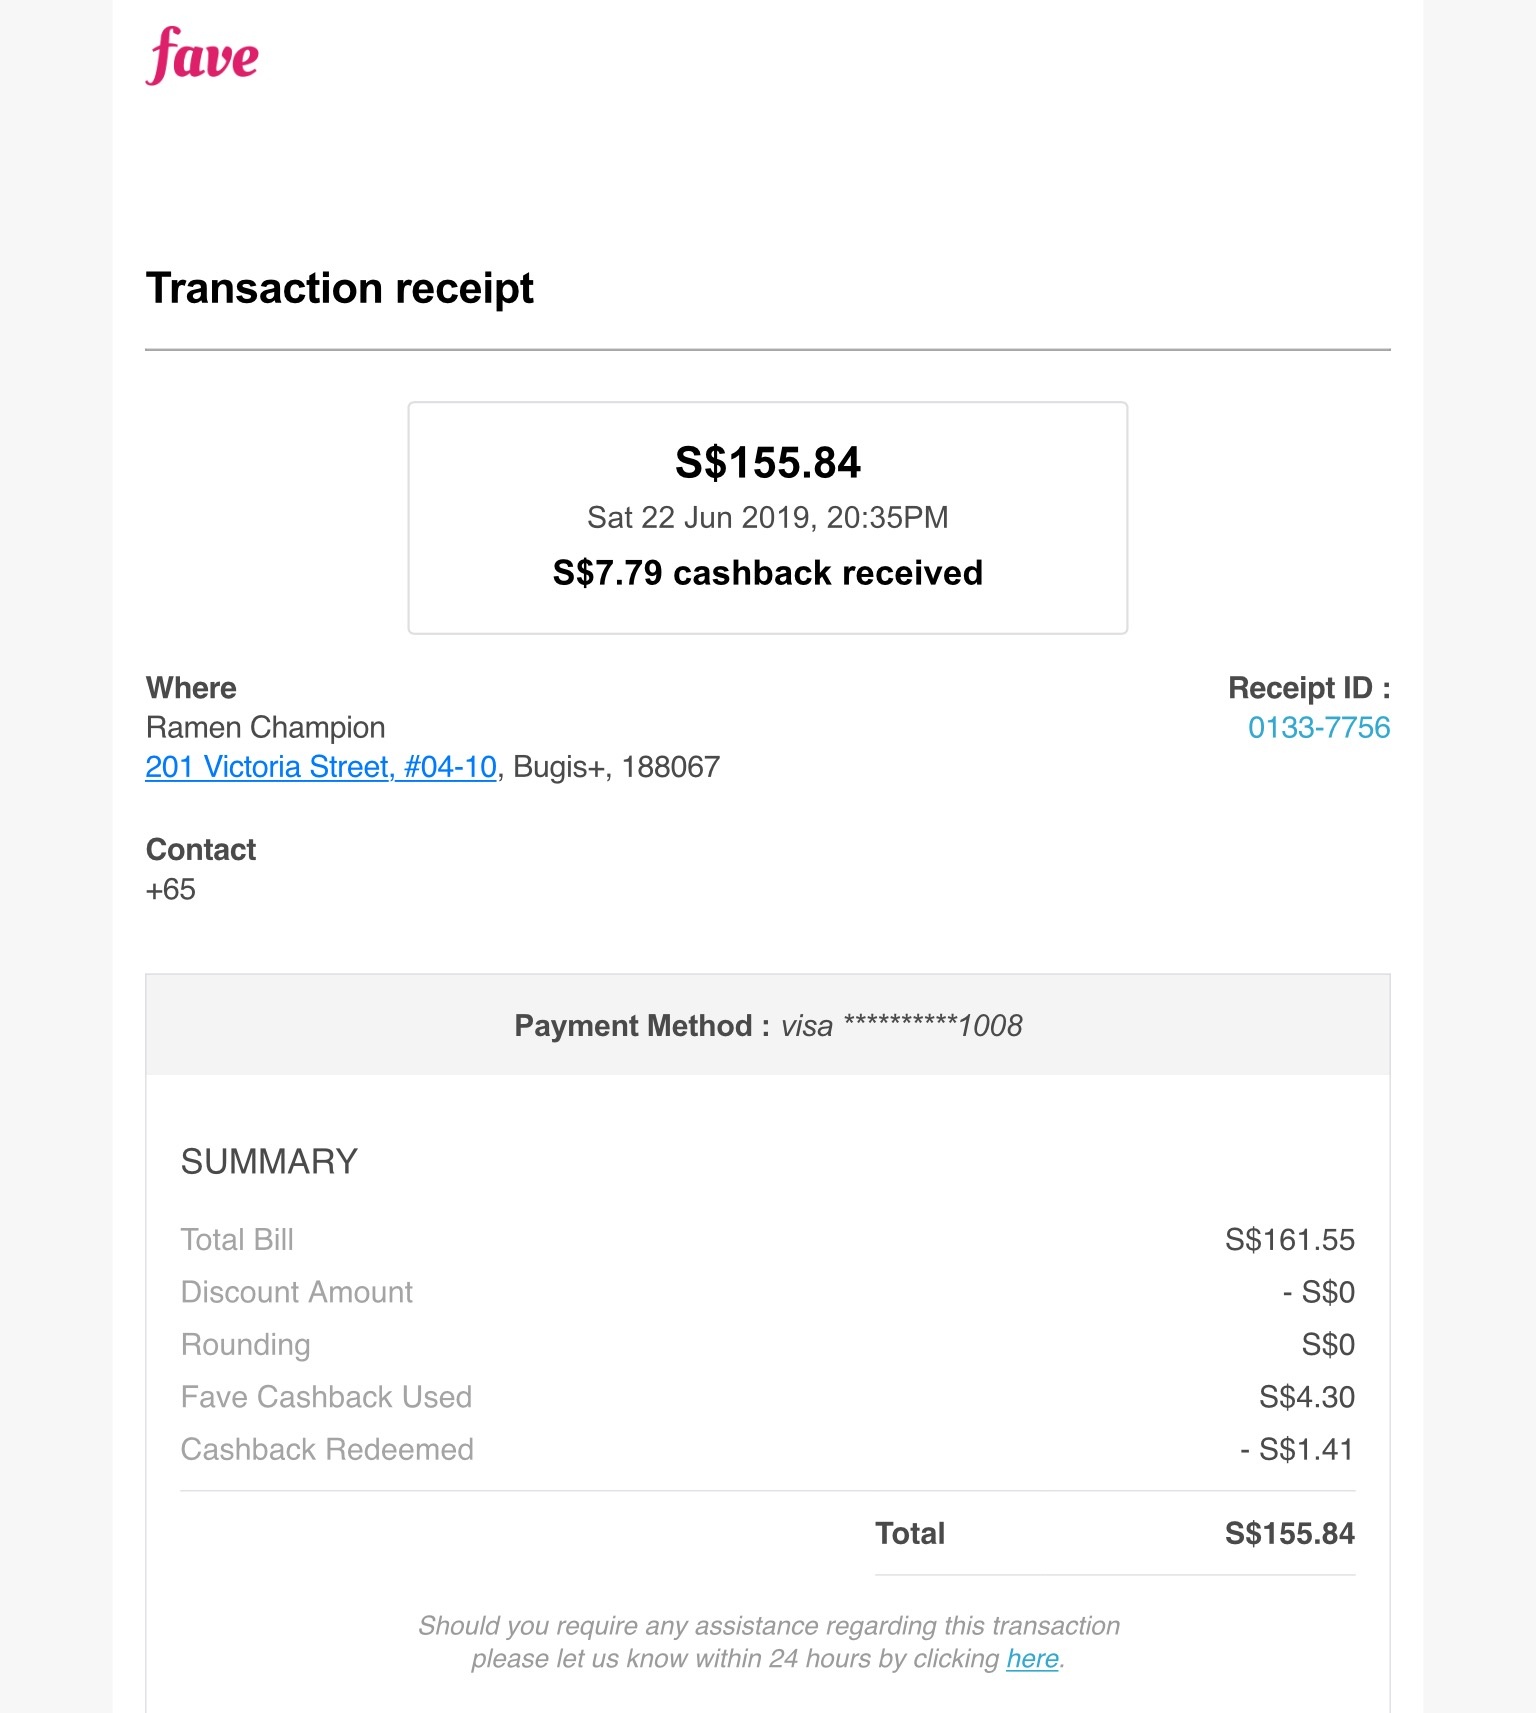 fave
Transaction receipt
S$155.84
Sat 22 Jun 2019, 20:35PM
S$7.79 cashback received
Where
Ramen Champion
201 Victoria Street, #04-10, Bugis+, 188067
Receipt ID :
0133-7756
Contact
+65
Payment Method : visa **********1008
SUMMARY
Total Bill S$161.55
Discount Amount - S$0
Rounding S$0
Fave Cashback Used S$4.30
Cashback Redeemed - S$1.41
Total S$155.84
Should you require any assistance regarding this transaction
please let us know within 24 hours by clicking here.